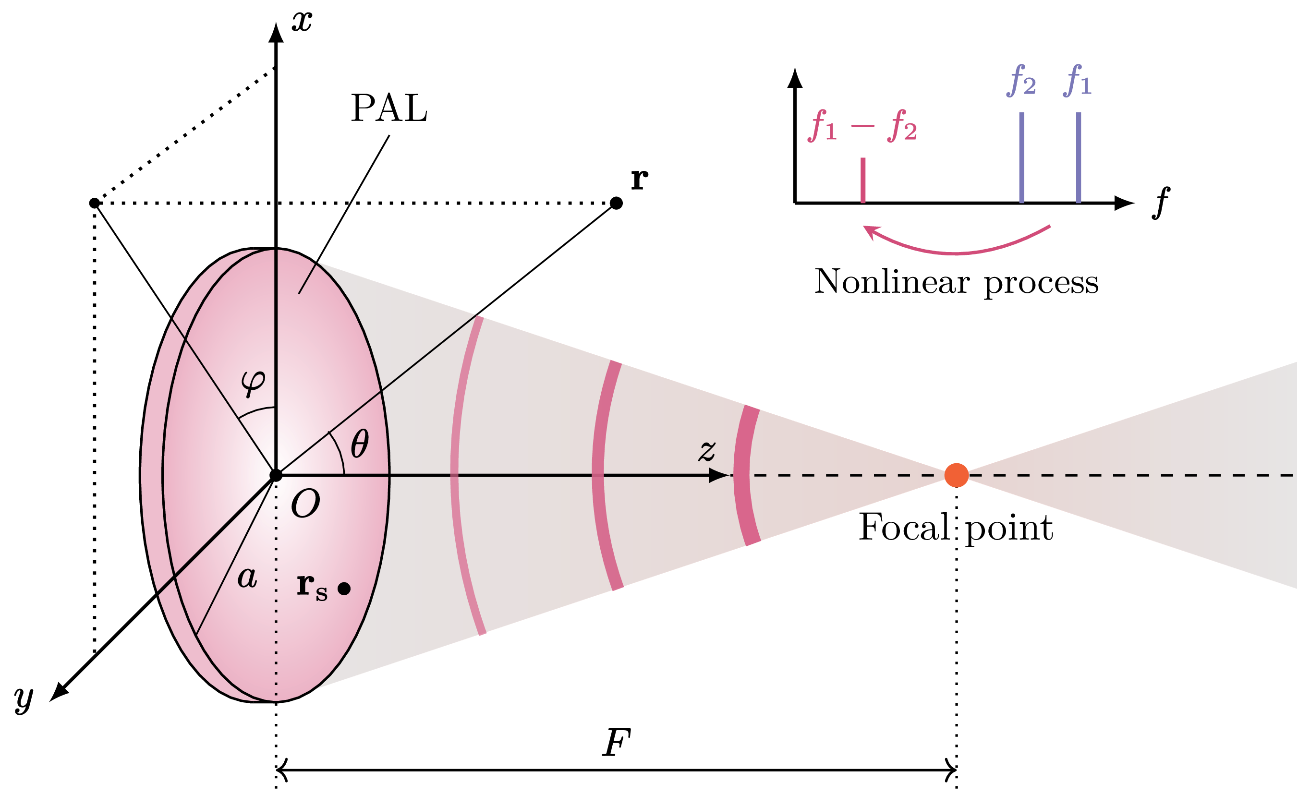 x
PAL
r
f₂ f₁
f₁ − f₂
f
Nonlinear process
φ
θ
z
O
Focal point
a
rₛ
y
F